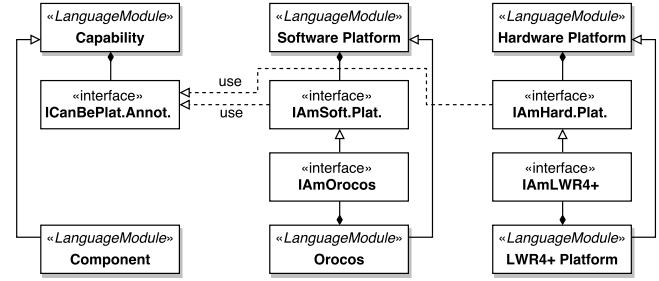 «LanguageModule»
Capability
«LanguageModule»
Software Platform
«LanguageModule»
Hardware Platform
use
«interface»
ICanBePlat.Annot.
use
«interface»
IAmSoft.Plat.
«interface»
IAmHard.Plat.
«interface»
IAmOrocos
«interface»
IAmLWR4+
«LanguageModule»
Component
«LanguageModule»
Orocos
«LanguageModule»
LWR4+ Platform